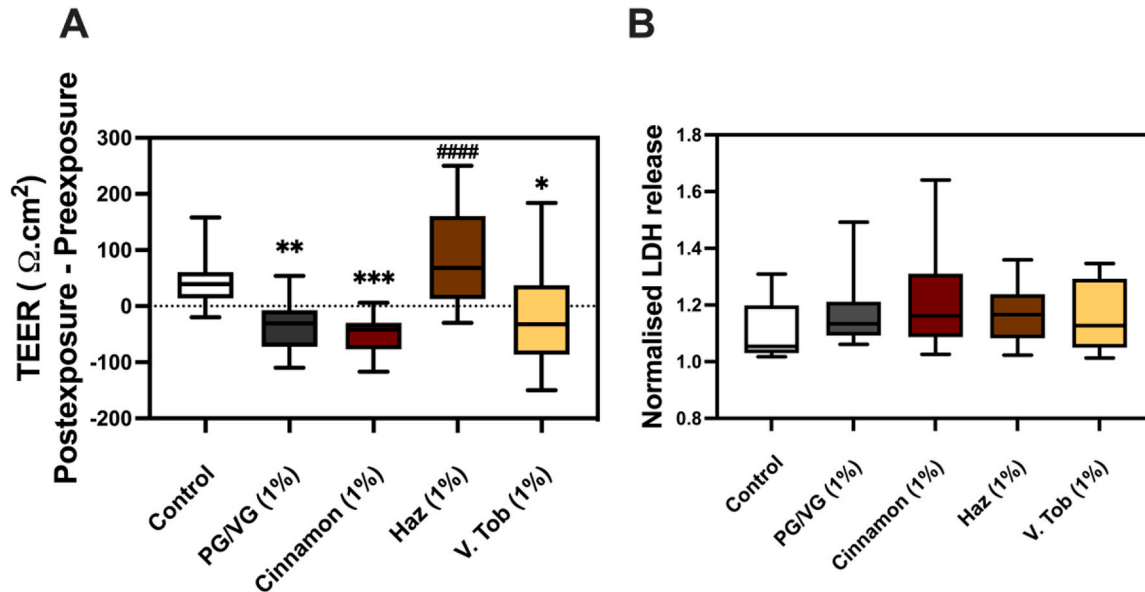 A
TEER ( Ω.cm²)
Postexposure - Preexposure
300
200
100
0
-100
-200
**
***
####
*
Control
PG/VG (1%)
Cinnamon (1%)
Haz (1%)
V. Tob (1%)
B
Normalised LDH release
1.8
1.6
1.4
1.2
1.0
0.8
Control
PG/VG (1%)
Cinnamon (1%)
Haz (1%)
V. Tob (1%)